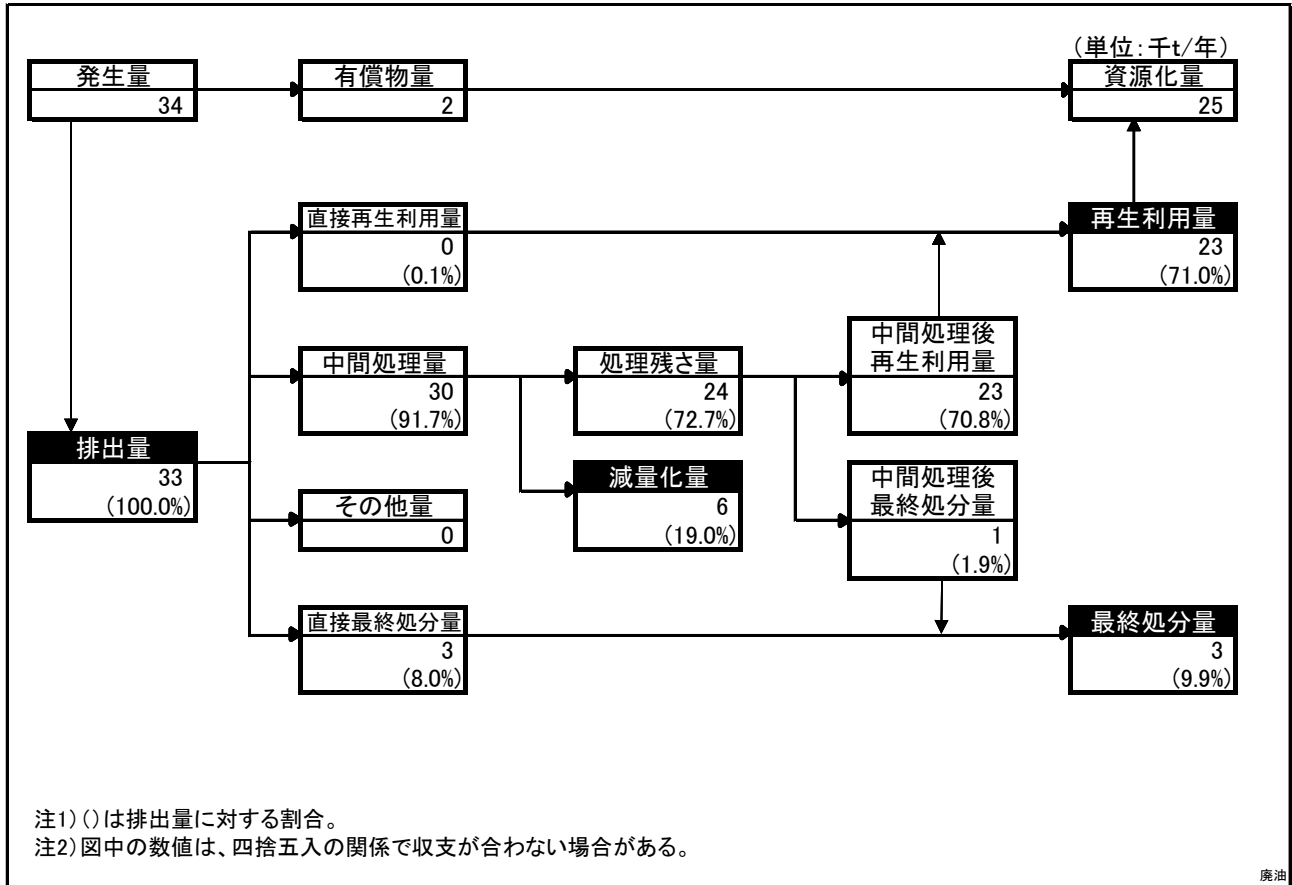 (単位:千t/年)
発生量
34
有償物量
2
資源化量
25
直接再生利用量
0
(0.1%)
再生利用量
23
(71.0%)
中間処理量
30
(91.7%)
処理残さ量
24
(72.7%)
中間処理後
再生利用量
23
(70.8%)
排出量
33
(100.0%)
その他量
0
減量化量
6
(19.0%)
中間処理後
最終処分量
1
(1.9%)
直接最終処分量
3
(8.0%)
最終処分量
3
(9.9%)
注1)()は排出量に対する割合。
注2)図中の数値は、四捨五入の関係で収支が合わない場合がある。
廃油